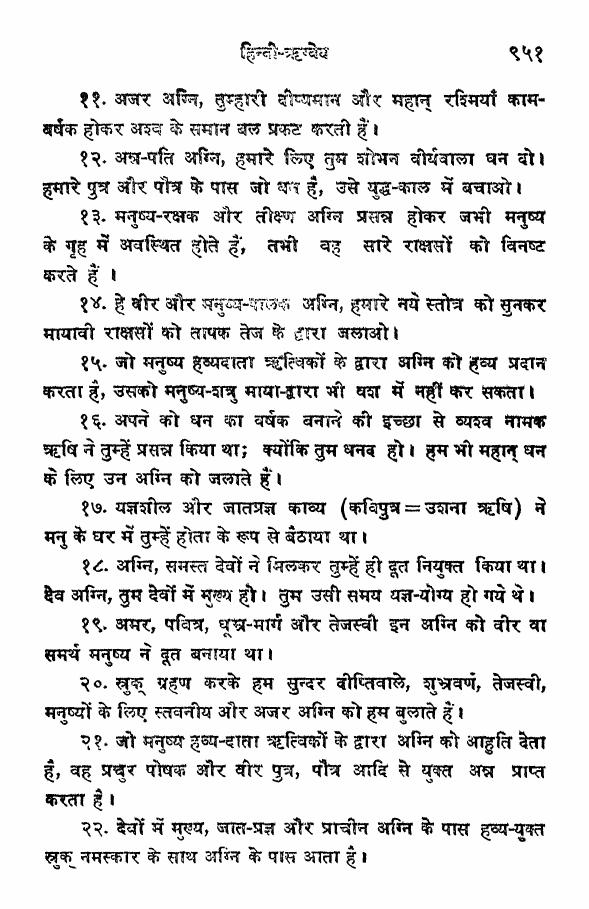 हिन्दी-ऋग्वेद ९५१
११. अजर अग्नि, तुम्हारी दीप्यमान और महान् रश्मियाँ काम-
वर्षक होकर अश्व के समान बल प्रकट करती हैं।
१२. अन्न-पति अग्नि, हमारे लिए तुम शोभन वीर्यवाला धन दो।
हमारे पुत्र और पौत्र के पास जो धन है, उसे युद्ध-काल में बचाओ।
१३. मनुष्य-रक्षक और तीक्ष्ण अग्नि प्रसन्न होकर जभी मनुष्य
के गृह में अवस्थित होते हैं, तभी वह सारे राक्षसों को विनष्ट
करते हैं ।
१४. हे वीर और मनुष्य-पालक अग्नि, हमारे नये स्तोत्र को सुनकर
मायावी राक्षसों को तापक तेज के द्वारा जलाओ।
१५. जो मनुष्य हव्यदाता ऋत्विकों के द्वारा अग्नि को हव्य प्रदान
करता है, उसको मनुष्य-शत्रु माया-द्वारा भी वश में नहीं कर सकता।
१६. अपने को धन का वर्षक बनाने की इच्छा से व्यश्व नामक
ऋषि ने तुम्हें प्रसन्न किया था; क्योंकि तुम धनद हो। हम भी महान् धन
के लिए उन अग्नि को जलाते हैं।
१७. यज्ञशील और जातप्रज्ञ काव्य (कविपुत्र=उशना ऋषि) ने
मनु के घर में तुम्हें होता के रूप से बैठाया था।
१८. अग्नि, समस्त देवों ने मिलकर तुम्हें ही दूत नियुक्त किया था।
देव अग्नि, तुम देवों में मुख्य हो। तुम उसी समय यज्ञ-योग्य हो गये थे।
१९. अमर, पवित्र, धूम्र-मार्ग और तेजस्वी इन अग्नि को वीर वा
समर्थ मनुष्य ने दूत बनाया था।
२०. स्रुक् ग्रहण करके हम सुन्दर दीप्तिवाले, शुभ्रवर्ण, तेजस्वी,
मनुष्यों के लिए स्तवनीय और अजर अग्नि को हम बुलाते हैं।
२१. जो मनुष्य हव्य-दाता ऋत्विकों के द्वारा अग्नि को आहुति देता
है, वह प्रचुर पोषक और वीर पुत्र, पौत्र आदि से युक्त अन्न प्राप्त
करता है।
२२. देवों में मुख्य, जात-प्रज्ञ और प्राचीन अग्नि के पास हव्य-युक्त
स्रुक् नमस्कार के साथ अग्नि के पास आता है।